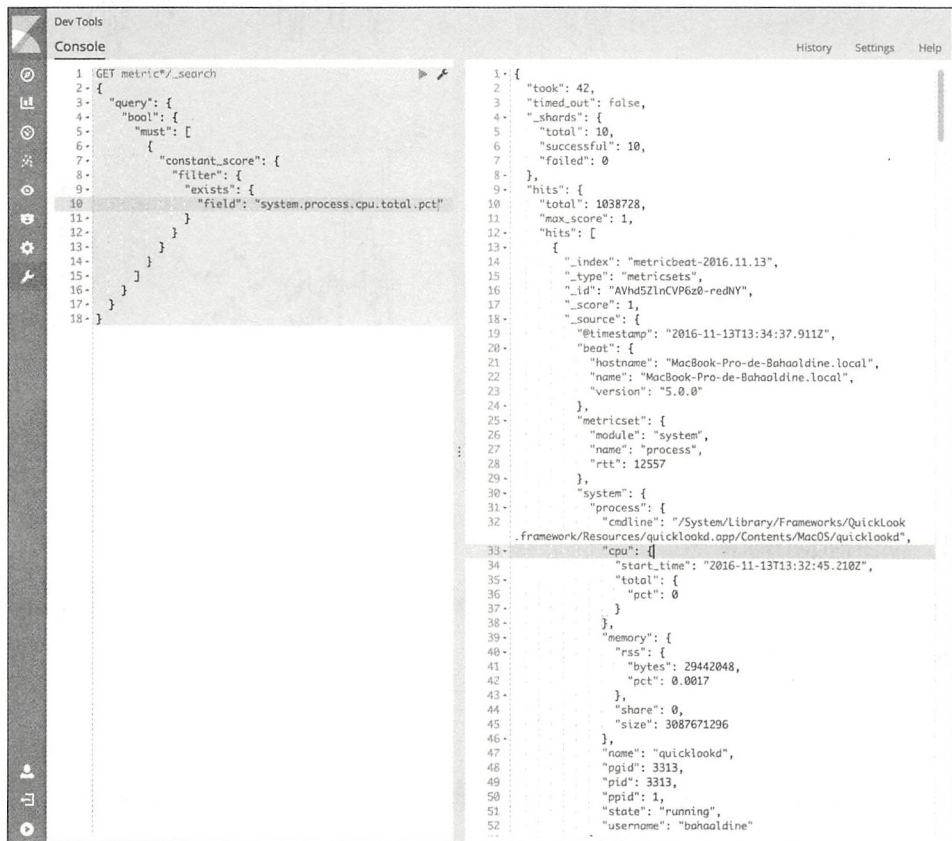 Dev Tools
Console
History Settings Help
1 GET metric*/_search
2 {
3 "query": {
4 "bool": {
5 "must": [
6 {
7 "constant_score": {
8 "filter": {
9 "exists": {
10 "field": "system.process.cpu.total.pct"
11 }
12 }
13 }
14 }
15 ]
16 }
17 }
18 }
1 {
2 "took": 42,
3 "timed_out": false,
4 "_shards": {
5 "total": 10,
6 "successful": 10,
7 "failed": 0
8 },
9 "hits": {
10 "total": 1038728,
11 "max_score": 1,
12 "hits": [
13 {
14 "_index": "metricbeat-2016.11.13",
15 "_type": "metricsets",
16 "_id": "AVhd5ZlnCVP6z0-redNY",
17 "_score": 1,
18 "_source": {
19 "@timestamp": "2016-11-13T13:34:37.911Z",
20 "beat": {
21 "hostname": "MacBook-Pro-de-Bahaaldine.local",
22 "name": "MacBook-Pro-de-Bahaaldine.local",
23 "version": "5.0.0"
24 },
25 "metricset": {
26 "module": "system",
27 "name": "process",
28 "rtt": 12557
29 },
30 "system": {
31 "process": {
32 "cmdline": "/System/Library/Frameworks/QuickLook
.framework/Resources/quicklookd.app/Contents/MacOS/quicklookd",
33 "cpu": {
34 "start_time": "2016-11-13T13:32:45.210Z",
35 "total": {
36 "pct": 0
37 }
38 },
39 "memory": {
40 "rss": {
41 "bytes": 29442048,
42 "pct": 0.0017
43 },
44 "share": 0,
45 "size": 3087671296
46 },
47 "name": "quicklookd",
48 "pgid": 3313,
49 "pid": 3313,
50 "ppid": 1,
51 "state": "running",
52 "username": "bahaaldine"